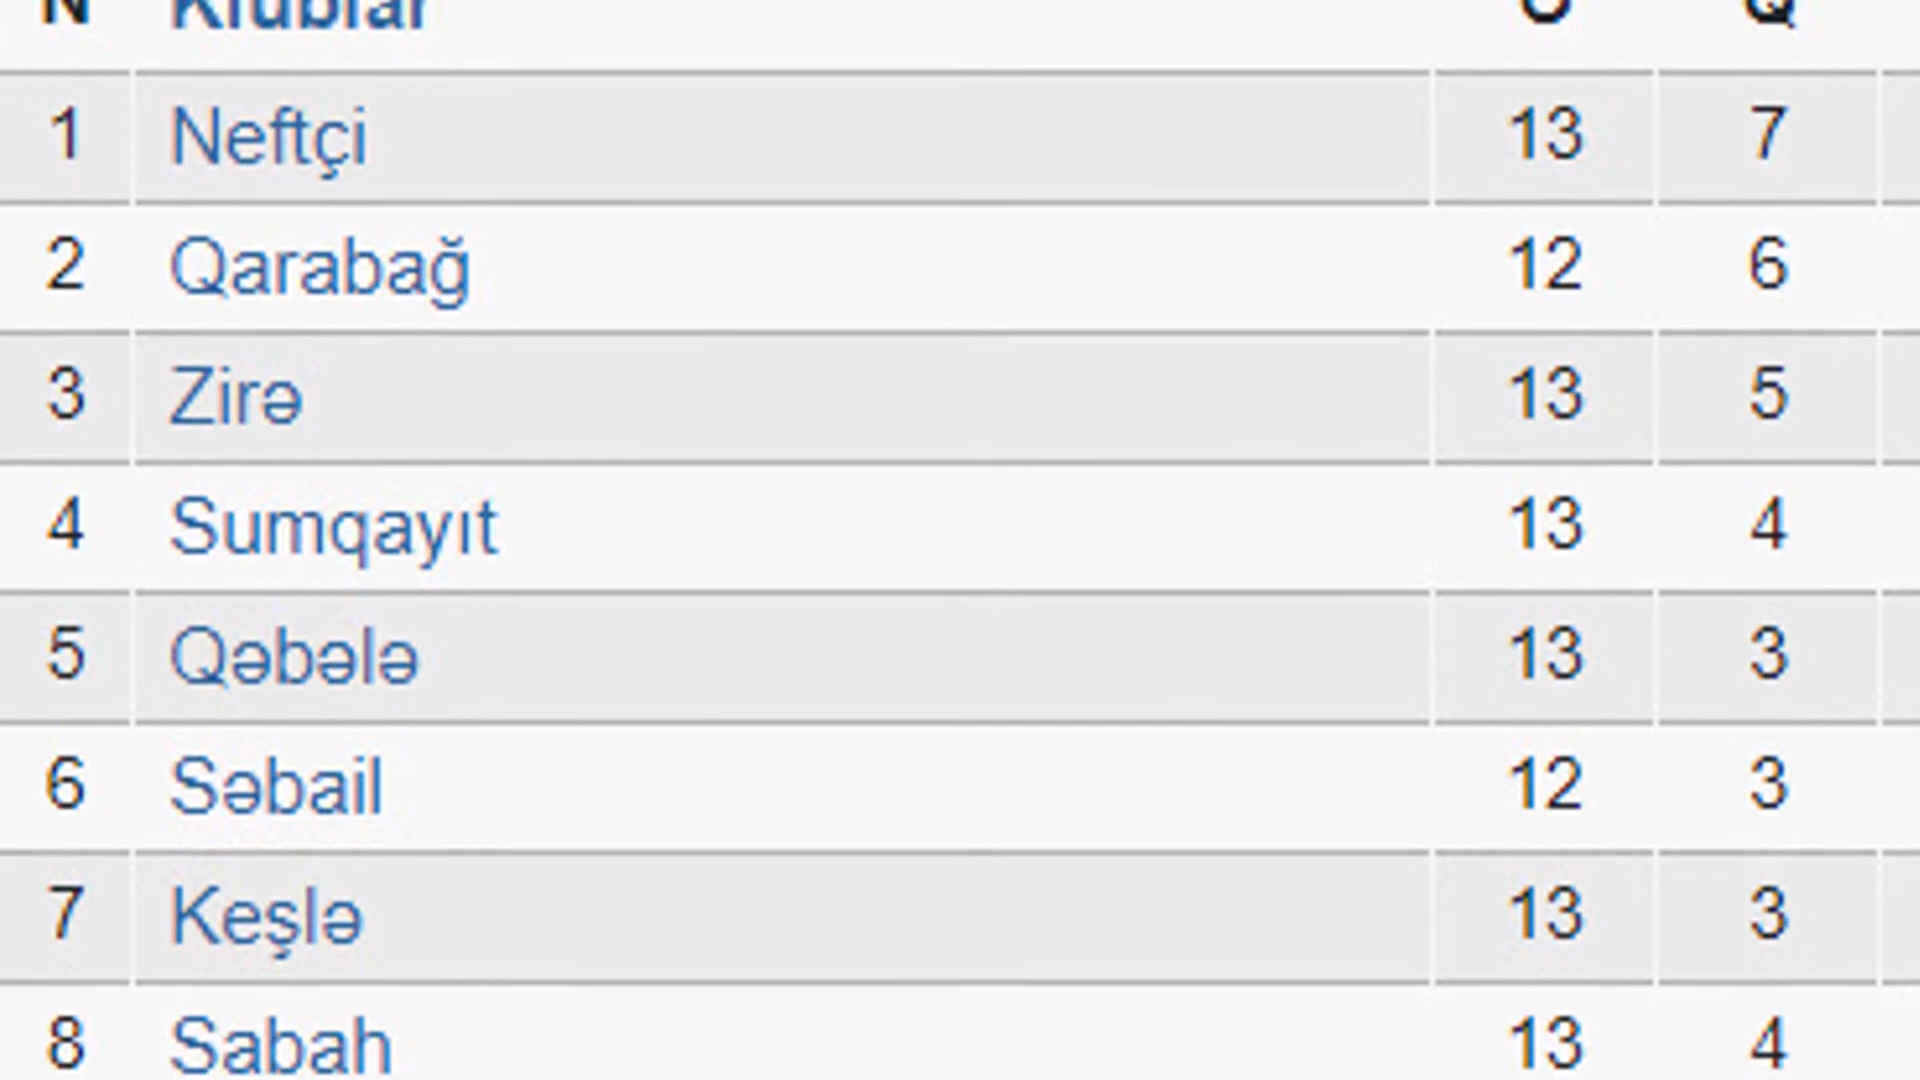 N Klublar O Q
1 Neftçi 13 7
2 Qarabağ 12 6
3 Zirə 13 5
4 Sumqayıt 13 4
5 Qəbələ 13 3
6 Səbail 12 3
7 Keşlə 13 3
8 Sabah 13 4